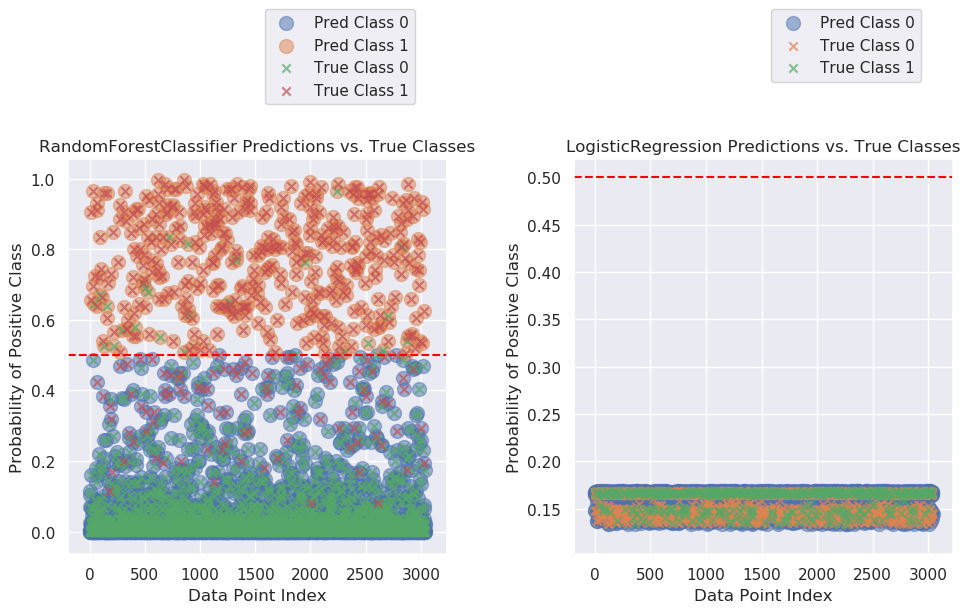 Pred Class 0
Pred Class 1
True Class 0
True Class 1
RandomForestClassifier Predictions vs. True Classes
Probability of Positive Class
1.0
0.8
0.6
0.4
0.2
0.0
0
500
1000
1500
2000
2500
3000
Data Point Index
Pred Class 0
True Class 0
True Class 1
LogisticRegression Predictions vs. True Classes
Probability of Positive Class
0.50
0.45
0.40
0.35
0.30
0.25
0.20
0.15
0
500
1000
1500
2000
2500
3000
Data Point Index